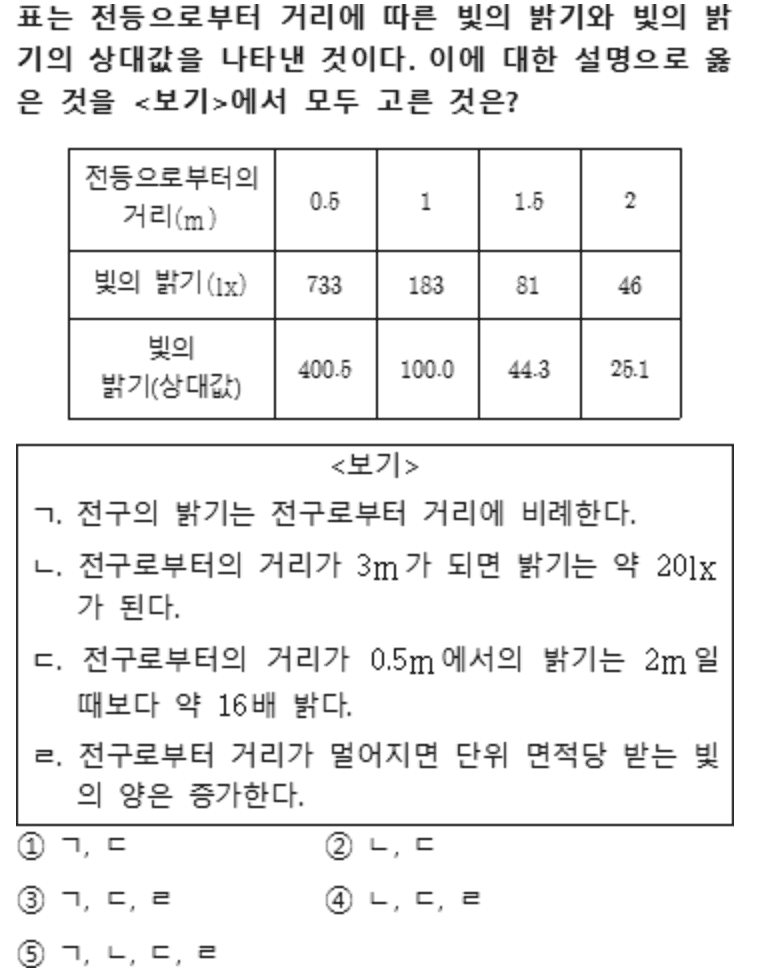 표는 전등으로부터 거리에 따른 빛의 밝기와 빛의 밝
기의 상대값을 나타낸 것이다. 이에 대한 설명으로 옳
은 것을 <보기>에서 모두 고른 것은?
전등으로부터의
거리(m) 0.5 1 1.5 2
빛의 밝기(lx) 733 183 81 46
빛의
밝기(상대값) 400.5 100.0 44.3 25.1
<보기>
ㄱ. 전구의 밝기는 전구로부터 거리에 비례한다.
ㄴ. 전구로부터의 거리가 3m가 되면 밝기는 약 20lx
가 된다.
ㄷ. 전구로부터의 거리가 0.5m에서의 밝기는 2m일
때보다 약 16배 밝다.
ㄹ. 전구로부터 거리가 멀어지면 단위 면적당 받는 빛
의 양은 증가한다.
① ㄱ, ㄷ ② ㄴ, ㄷ
③ ㄱ, ㄷ, ㄹ ④ ㄴ, ㄷ, ㄹ
⑤ ㄱ, ㄴ, ㄷ, ㄹ